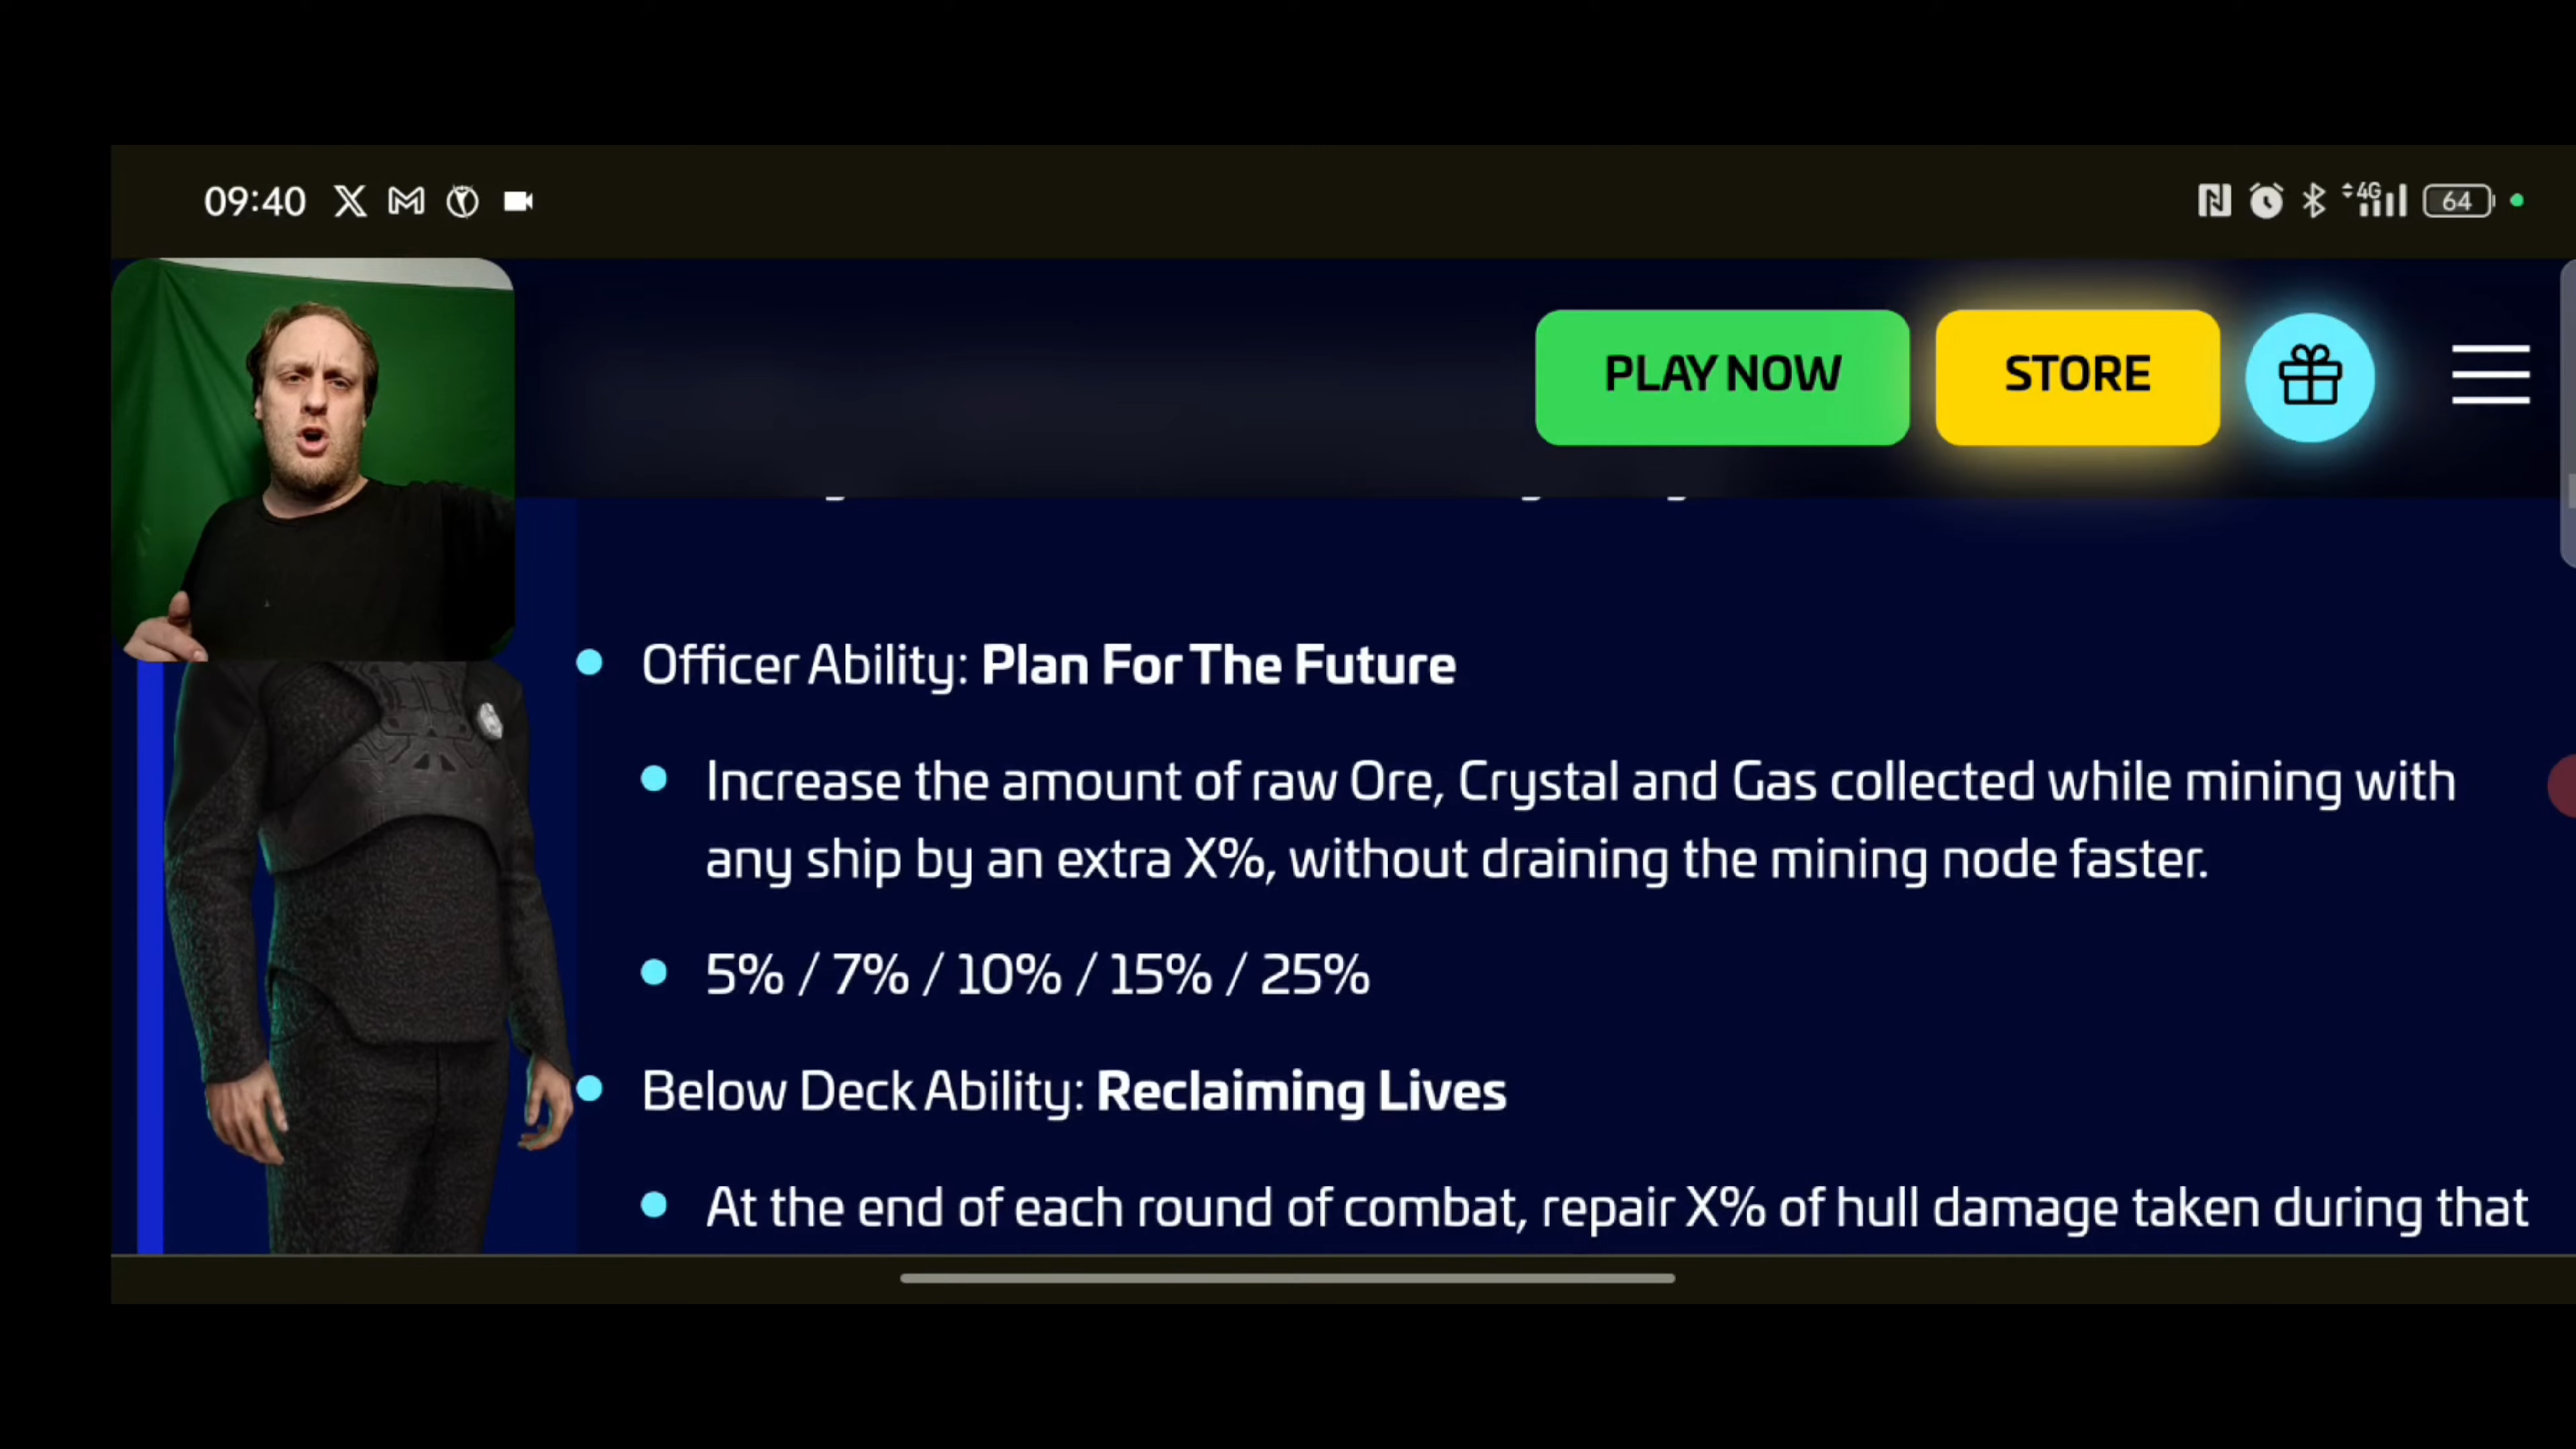 09:40
4G
64
PLAY NOW
STORE
Officer Ability: Plan For The Future
Increase the amount of raw Ore, Crystal and Gas collected while mining with
any ship by an extra X%, without draining the mining node faster.
5% / 7% / 10% / 15% / 25%
Below Deck Ability: Reclaiming Lives
At the end of each round of combat, repair X% of hull damage taken during that